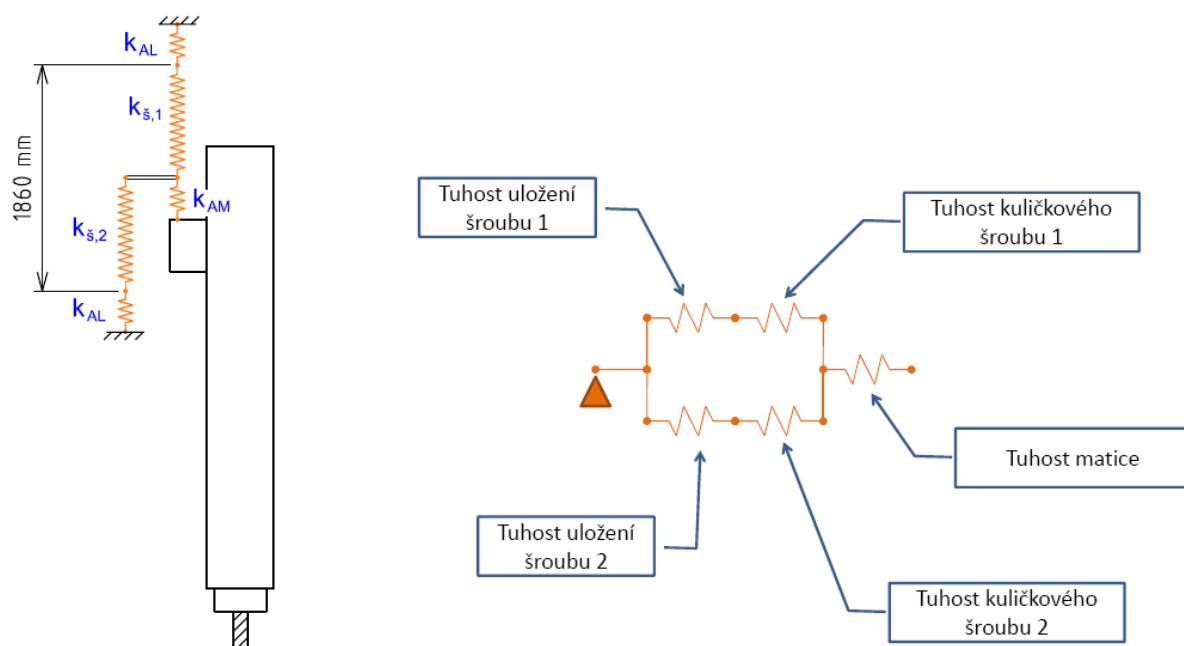 k_AL
k_š,1
1860 mm
k_AM
k_š,2
k_AL
Tuhost uložení
šroubu 1
Tuhost kuličkového
šroubu 1
Tuhost matice
Tuhost uložení
šroubu 2
Tuhost kuličkového
šroubu 2